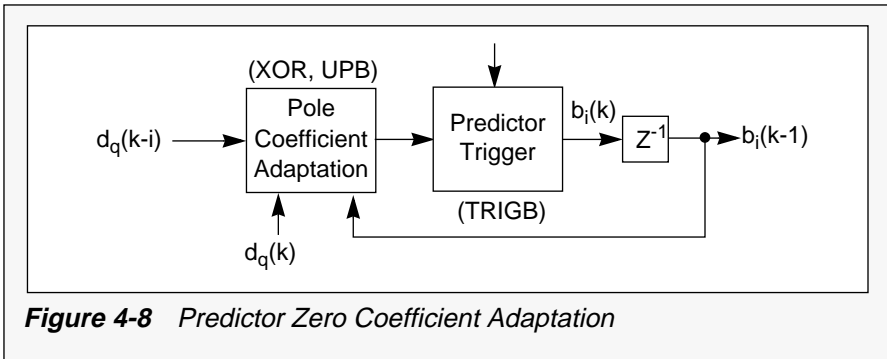 (XOR, UPB)
Pole
Coefficient
Adaptation
d_q(k-i)
d_q(k)
Predictor
Trigger
(TRIGB)
b_i(k)
Z^-1
b_i(k-1)
Figure 4-8 Predictor Zero Coefficient Adaptation